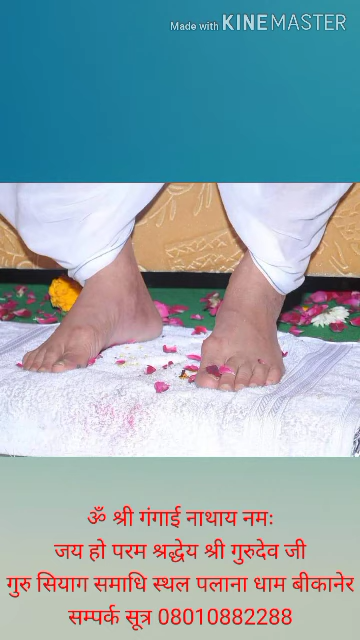 Made with KINEMASTER
ॐ श्री गंगाई नाथाय नमः
जय हो परम श्रद्धेय श्री गुरुदेव जी
गुरु सियाग समाधि स्थल पलाना धाम बीकानेर
सम्पर्क सूत्र 08010882288